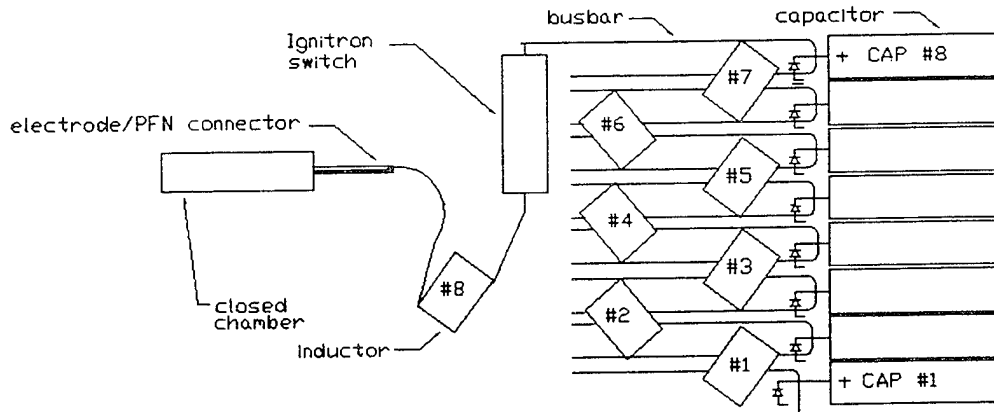 busbar
capacitor
Ignitron
switch
+ CAP #8
#7
electrode/PFN connector
#6
#5
#4
#3
#8
closed
chamber
#2
inductor
#1
+ CAP #1